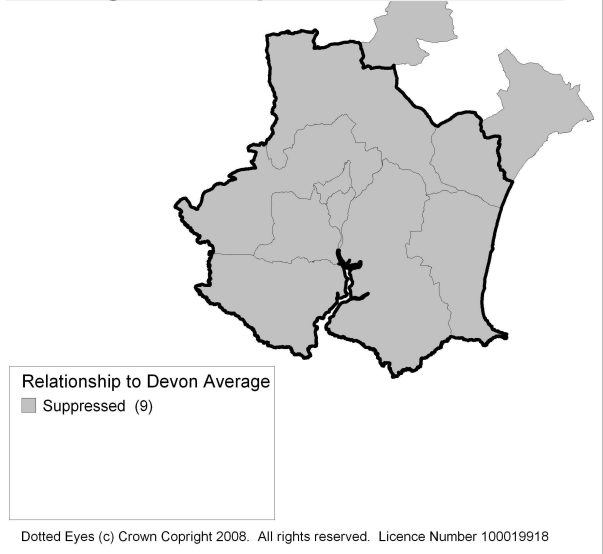 Relationship to Devon Average
Suppressed (9)
Dotted Eyes (c) Crown Copright 2008. All rights reserved. Licence Number 100019918